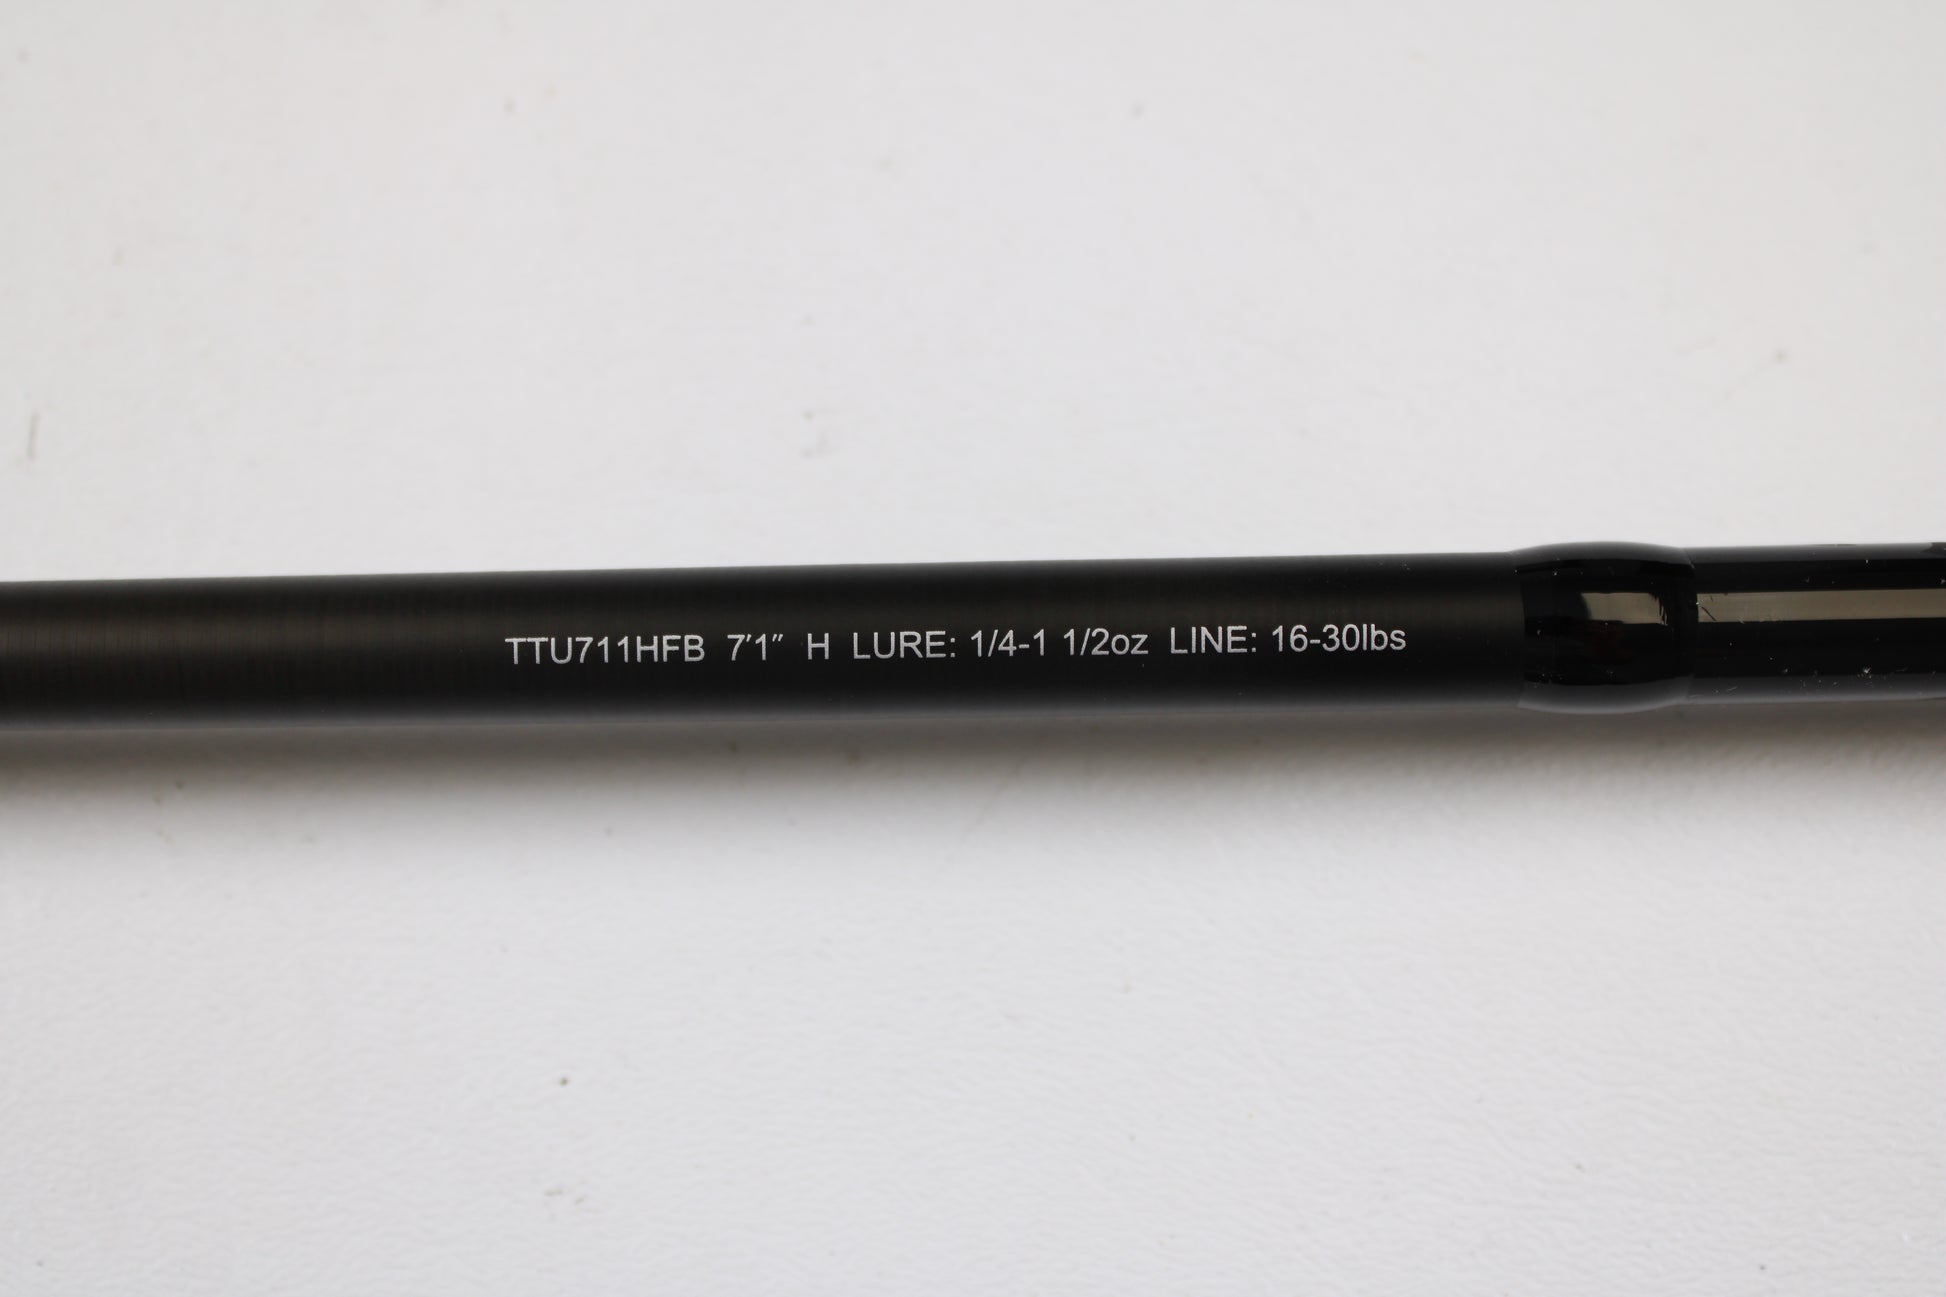 TTU711HFB 7'1" H LURE: 1/4-1 1/2oz LINE: 16-30lbs